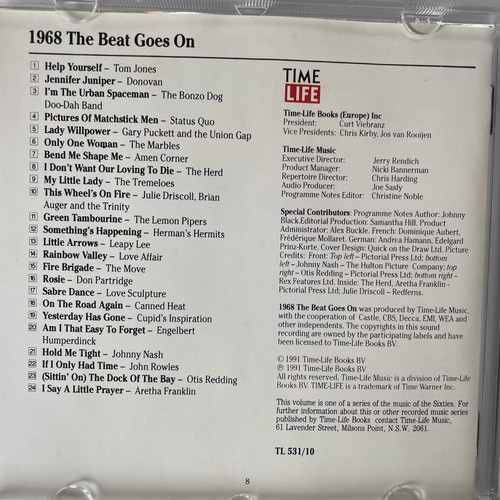 1968 The Beat Goes On
1 Help Yourself – Tom Jones
2 Jennifer Juniper – Donovan
3 I'm The Urban Spaceman – The Bonzo Dog
Doo-Dah Band
4 Pictures Of Matchstick Men – Status Quo
5 Lady Willpower – Gary Puckett and the Union Gap
6 Only One Woman – The Marbles
7 Bend Me Shape Me – Amen Corner
8 I Don't Want Our Loving To Die – The Herd
9 My Little Lady – The Tremeloes
10 This Wheel's On Fire – Julie Driscoll, Brian
Auger and the Trinity
11 Green Tambourine – The Lemon Pipers
12 Something's Happening – Herman's Hermits
13 Little Arrows – Leapy Lee
14 Rainbow Valley – Love Affair
15 Fire Brigade – The Move
16 Rosie – Don Partridge
17 Sabre Dance – Love Sculpture
18 On The Road Again – Canned Heat
19 Yesterday Has Gone – Cupid's Inspiration
20 Am I That Easy To Forget – Engelbert
Humperdinck
21 Hold Me Tight – Johnny Nash
22 If I Only Had Time – John Rowles
23 (Sittin' On) The Dock Of The Bay – Otis Redding
24 I Say A Little Prayer – Aretha Franklin
TIME
LIFE
Time-Life Books (Europe) Inc
President: Curt Viebranz
Vice Presidents: Chris Kirby, Jos van Rooijen
Time-Life Music
Executive Director: Jerry Rendich
Product Manager: Nicki Bannerman
Repertoire Director: Chris Harding
Audio Producer: Joe Sasly
Programme Notes Editor: Christine Noble
Special Contributors: Programme Notes Author: Johnny
Black.Editorial Production: Samantha Hill. Product
Administrator: Alex Buckle. French: Dominique Aubert,
Frédérique Mollaret. German: Andrea Hamann, Edelgard
Prinz-Korte. Cover Design: Quick on the Draw Ltd. Picture
Credits: Front: Top left – Pictorial Press Ltd; bottom
left – Johnny Nash – The Hulton Picture Company; top
right – Otis Redding – Pictorial Press Ltd; bottom right –
Rex Features Ltd. Inside: The Herd, Aretha Franklin -
Pictorial Press Ltd; Julie Driscoll – Redferns.
1968 The Beat Goes On was produced by Time-Life Music,
with the cooperation of Castle, CBS, Decca, EMI, WEA and
other independents. The copyrights in this sound
recording are owned by the participating labels and have
been licensed to Time-Life Books BV.
© 1991 Time-Life Books BV
℗ 1991 Time-Life Books BV
All rights reserved. Time-Life Music is a division of Time-Life
Books BV. TIME-LIFE is a trademark of Time Warner Inc.
This volume is one of a series of the music of the Sixties. For
further information about this or other recorded music series
published by Time-Life Books contact Time-Life Music,
61 Lavender Street, Milsons Point, N.S.W. 2061.
TL 531/10
8